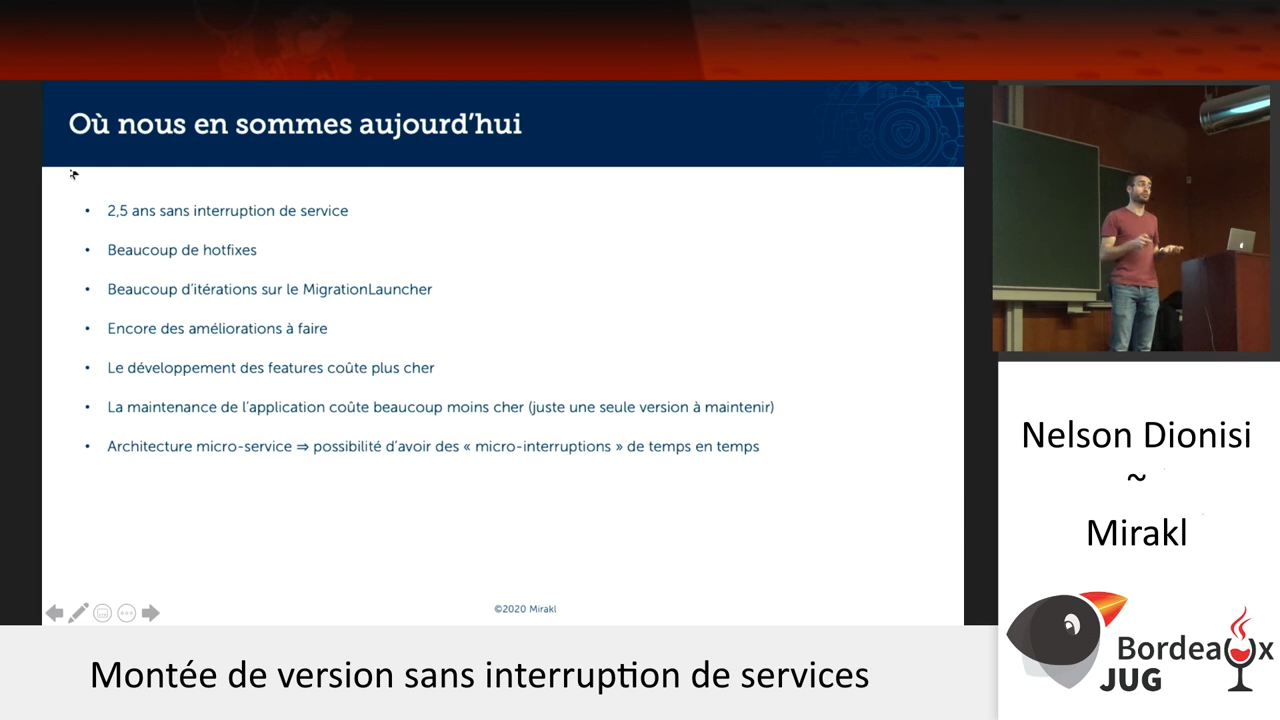 Où nous en sommes aujourd'hui
• 2,5 ans sans interruption de service
• Beaucoup de hotfixes
• Beaucoup d'itérations sur le MigrationLauncher
• Encore des améliorations à faire
• Le développement des features coûte plus cher
• La maintenance de l'application coûte beaucoup moins cher (juste une seule version à maintenir)
• Architecture micro-service ⇒ possibilité d'avoir des « micro-interruptions » de temps en temps
©2020 Mirakl
Nelson Dionisi
~
Mirakl
Bordeaux
JUG
Montée de version sans interruption de services